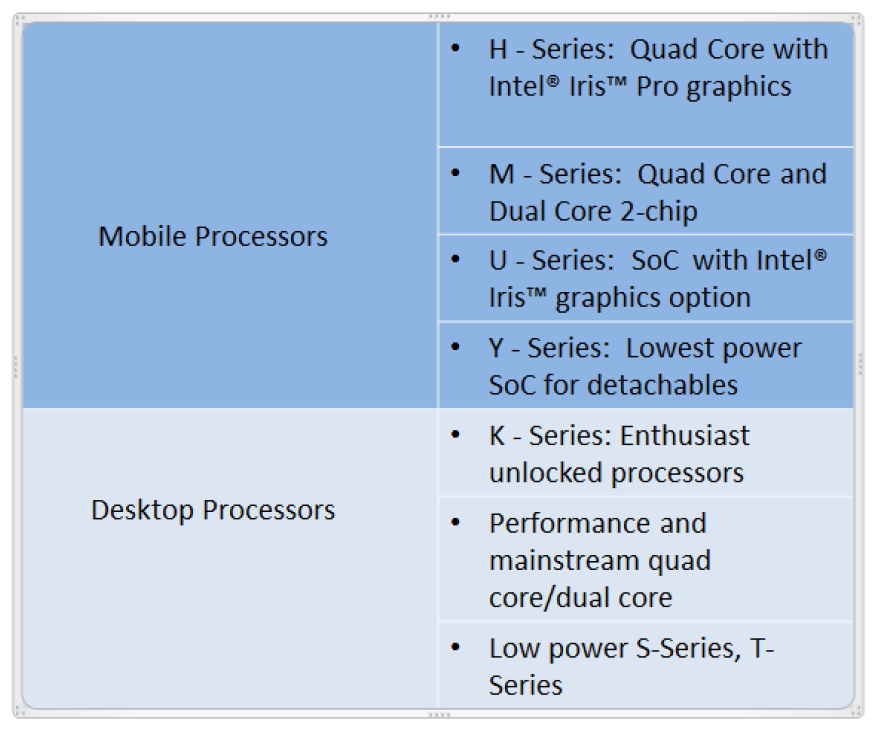 Mobile Processors
• H - Series: Quad Core with
Intel® Iris™ Pro graphics
• M - Series: Quad Core and
Dual Core 2-chip
• U - Series: SoC with Intel®
Iris™ graphics option
• Y - Series: Lowest power
SoC for detachables
Desktop Processors
• K - Series: Enthusiast
unlocked processors
• Performance and
mainstream quad
core/dual core
• Low power S-Series, T-
Series